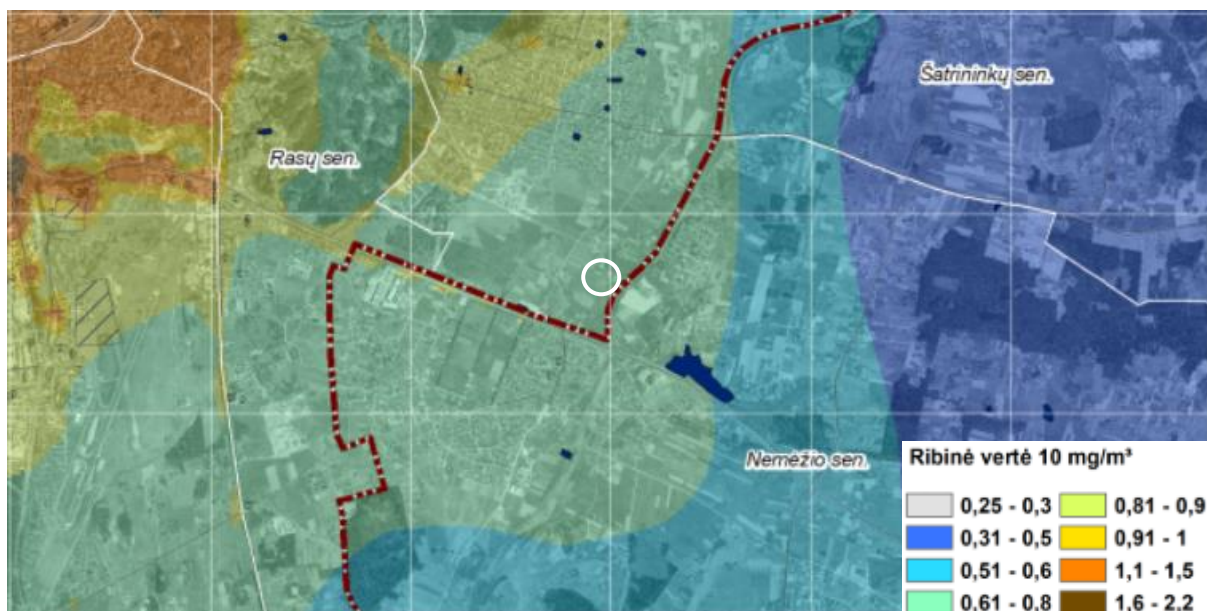 Šatrininkų sen.
Rasų sen.
Nemėžio sen.
Ribinė vertė 10 mg/m³
0,25 - 0,3
0,81 - 0,9
0,31 - 0,5
0,91 - 1
0,51 - 0,6
1,1 - 1,5
0,61 - 0,8
1,6 - 2,2